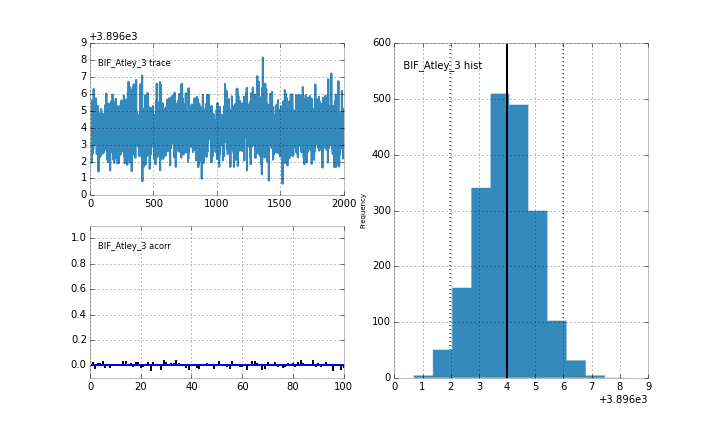 +3.896e3
9
8
7
6
5
4
3
2
1
0
BIF_Atley_3 trace
0 500 1000 1500 2000
1.0
0.8
0.6
0.4
0.2
0.0
BIF_Atley_3 acorr
0 20 40 60 80 100
600
500
400
300
200
100
0
Frequency
BIF_Atley_3 hist
0 1 2 3 4 5 6 7 8 9
+3.896e3